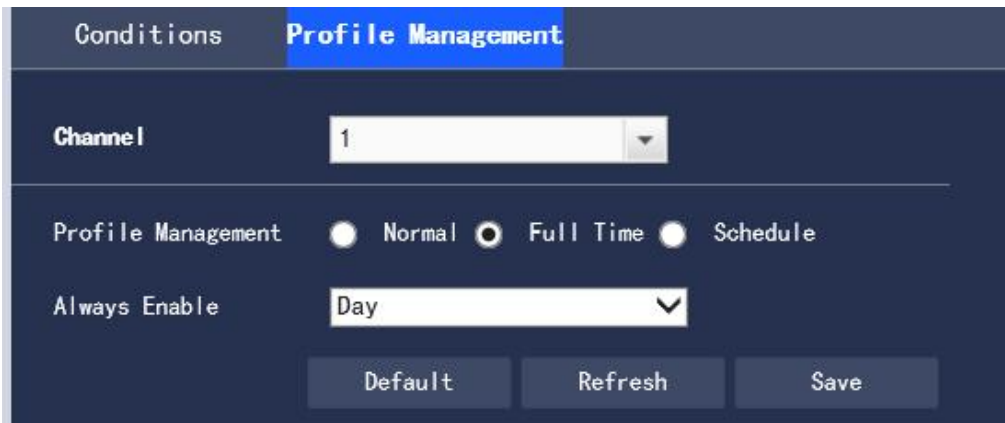 Conditions Profile Management
Channel 1
Profile Management Normal Full Time Schedule
Always Enable Day
Default Refresh Save